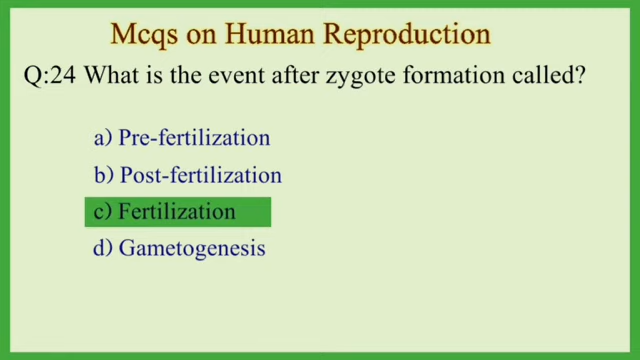 Mcqs on Human Reproduction
Q:24 What is the event after zygote formation called?
a) Pre-fertilization
b) Post-fertilization
c) Fertilization
d) Gametogenesis